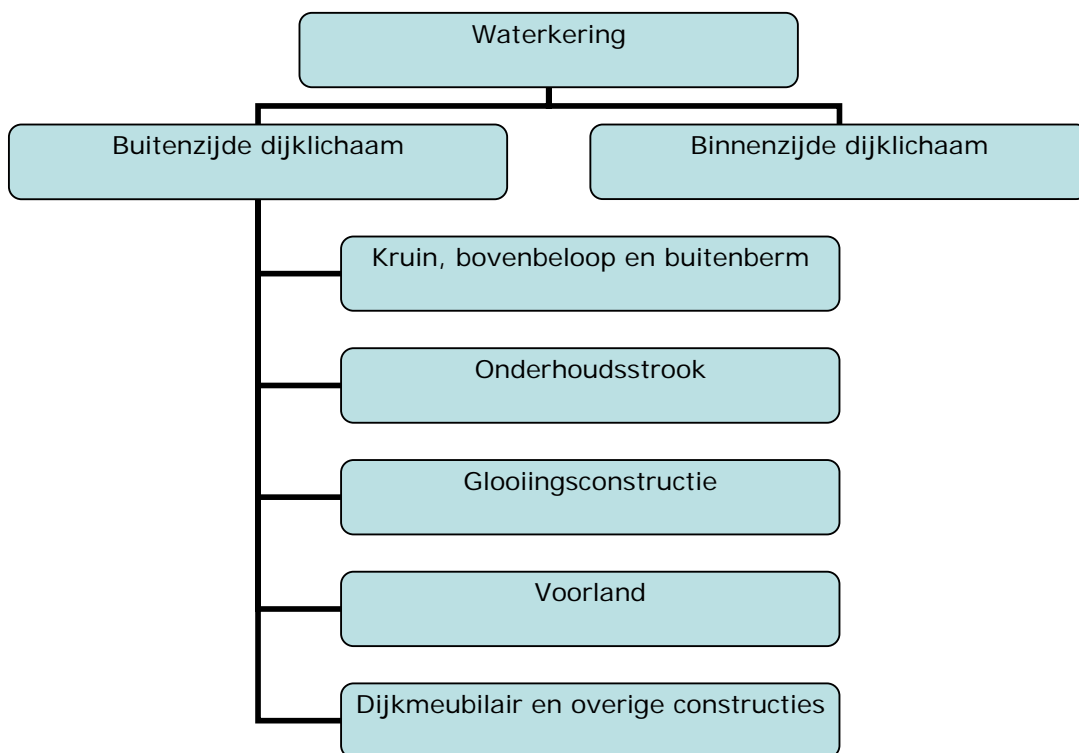 Waterkering
Buitenzijde dijklichaam
Binnenzijde dijklichaam
Kruin, bovenbeloop en buitenberm
Onderhoudsstrook
Glooiingsconstructie
Voorland
Dijkmeubilair en overige constructies